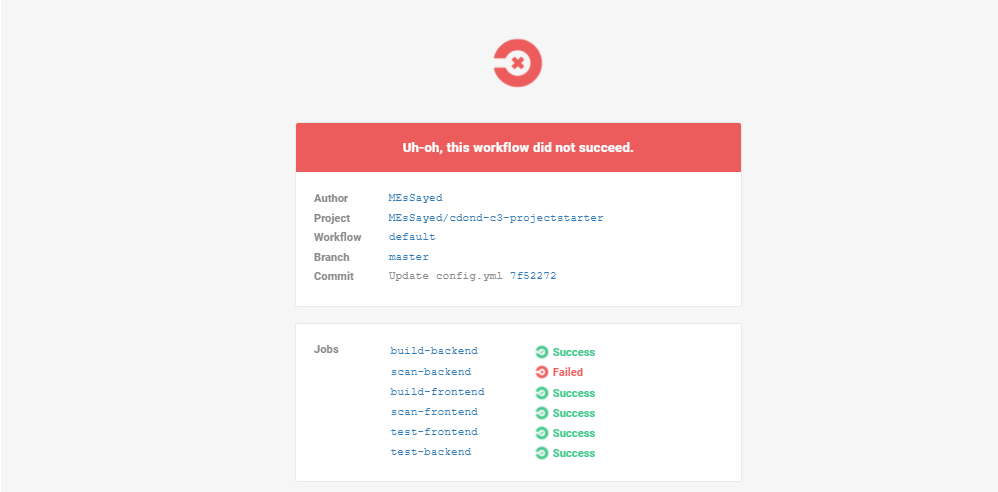 Uh-oh, this workflow did not succeed.
Author MEsSayed
Project MEsSayed/cdond-c3-projectstarter
Workflow default
Branch master
Commit Update config.yml 7f52272
Jobs build-backend Success
scan-backend Failed
build-frontend Success
scan-frontend Success
test-frontend Success
test-backend Success